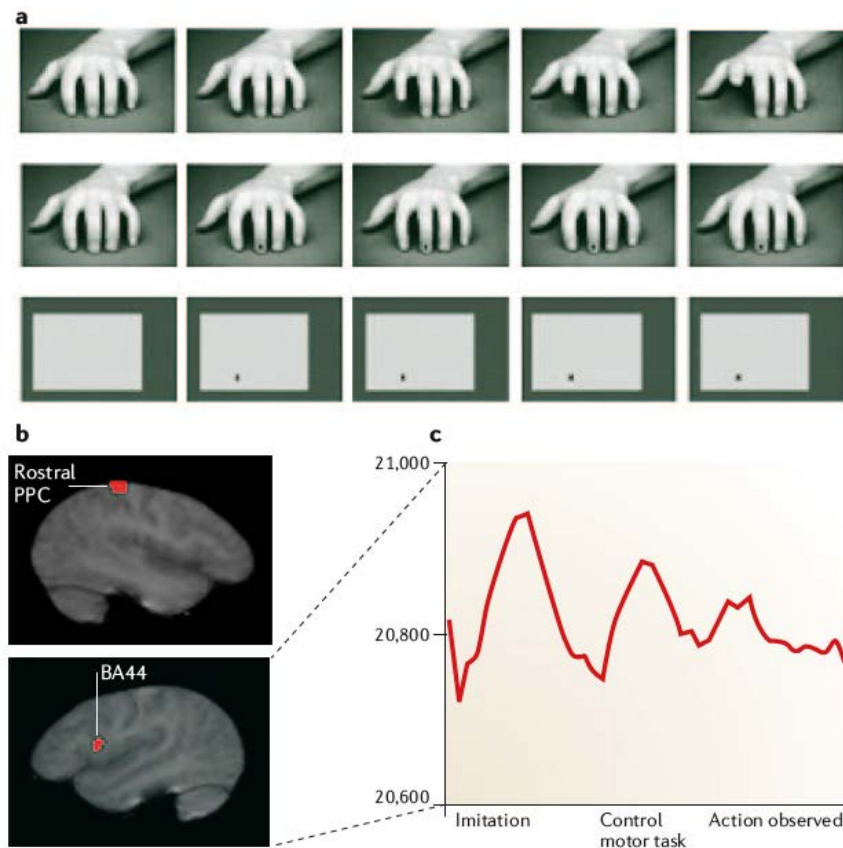 a
b
c
Rostral
PPC
BA44
21,000
20,800
20,600
Imitation
Control
motor task
Action observed